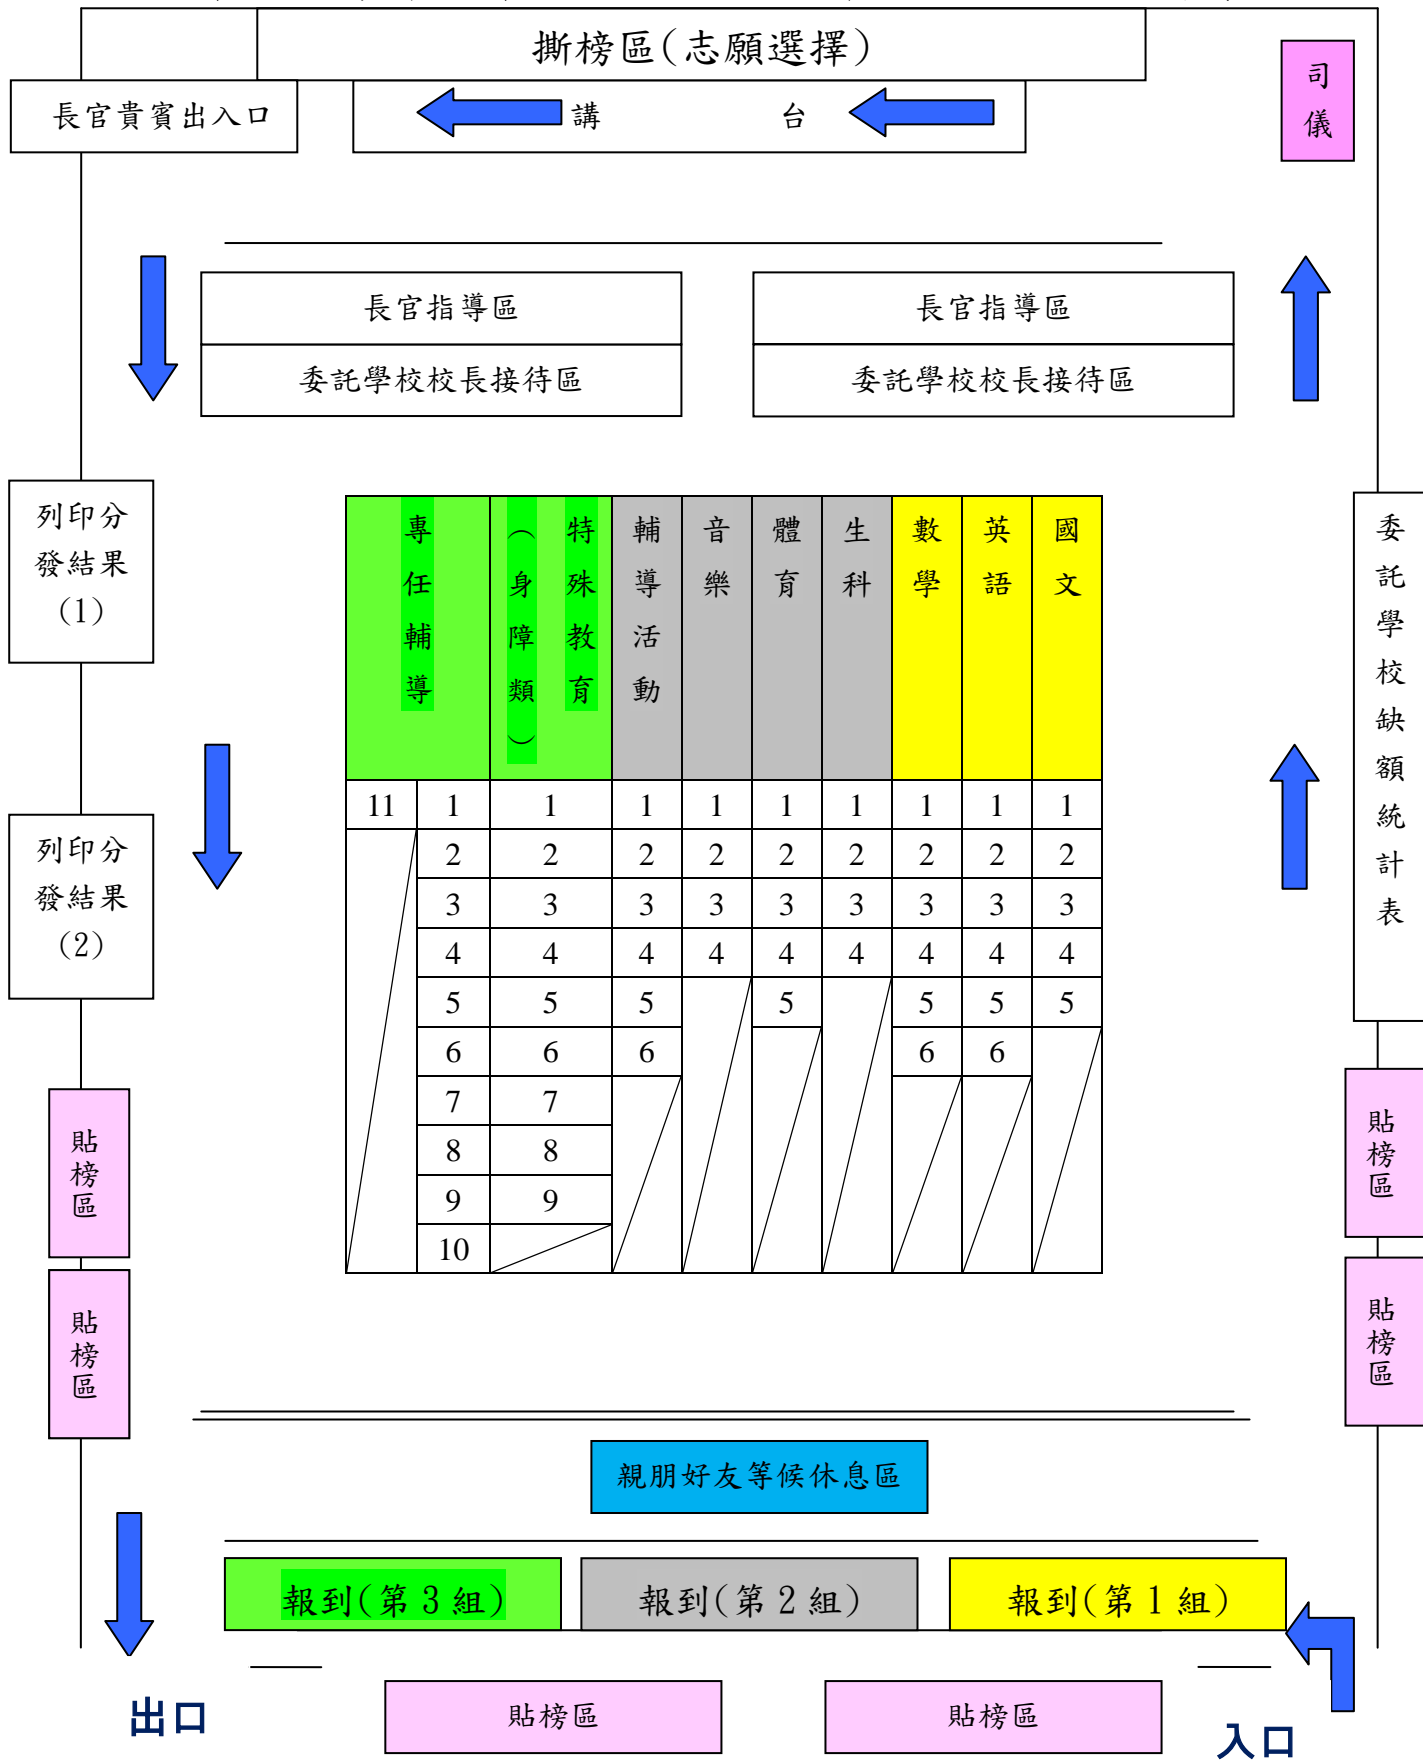 撕榜區(志願選擇)
長官貴賓出入口
講 台
司儀
長官指導區
長官指導區
委託學校校長接待區
委託學校校長接待區
列印分
發結果
(1)
列印分
發結果
(2)
專任輔導
特殊教育
(身障類)
輔導活動
音樂
體育
生科
數學
英語
國文
11 1 1 1 1 1 1 1 1 1
2 2 2 2 2 2 2 2 2
3 3 3 3 3 3 3 3 3
4 4 4 4 4 4 4 4 4
5 5 5 5 5 5 5
6 6 6 6 6
7 7
8 8
9 9
10
委託學校缺額統計表
貼榜區
貼榜區
貼榜區
貼榜區
親朋好友等候休息區
報到(第3組)
報到(第2組)
報到(第1組)
出口
貼榜區
貼榜區
入口